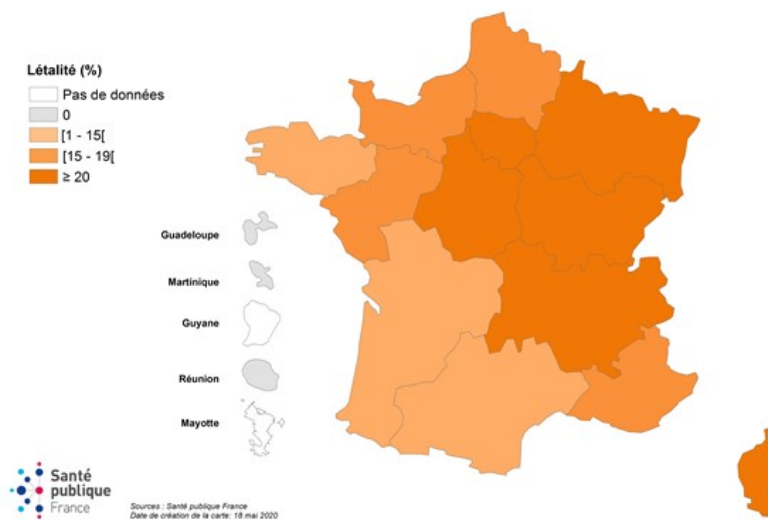 Létalité (%)
Pas de données
0
[1 - 15[
[15 - 19[
≥ 20
Guadeloupe
Martinique
Guyane
Réunion
Mayotte
Santé
publique
France
Sources : Santé publique France
Date de création de la carte: 18 mai 2020